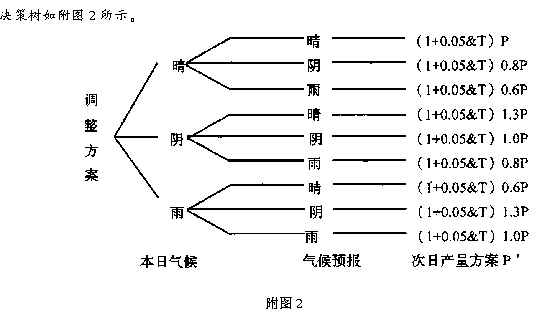 决策树如附图2所示。
晴 (1+0.05&T) P
晴 阴 (1+0.05&T) 0.8P
雨 (1+0.05&T) 0.6P
调整方案
晴 (1+0.05&T) 1.3P
阴 阴 (1+0.05&T) 1.0P
雨 (1+0.05&T) 0.8P
晴 (1+0.05&T) 0.6P
雨 阴 (1+0.05&T) 1.3P
雨 (1+0.05&T) 1.0P
本日气候 气候预报 次日产量方案 P'
附图2